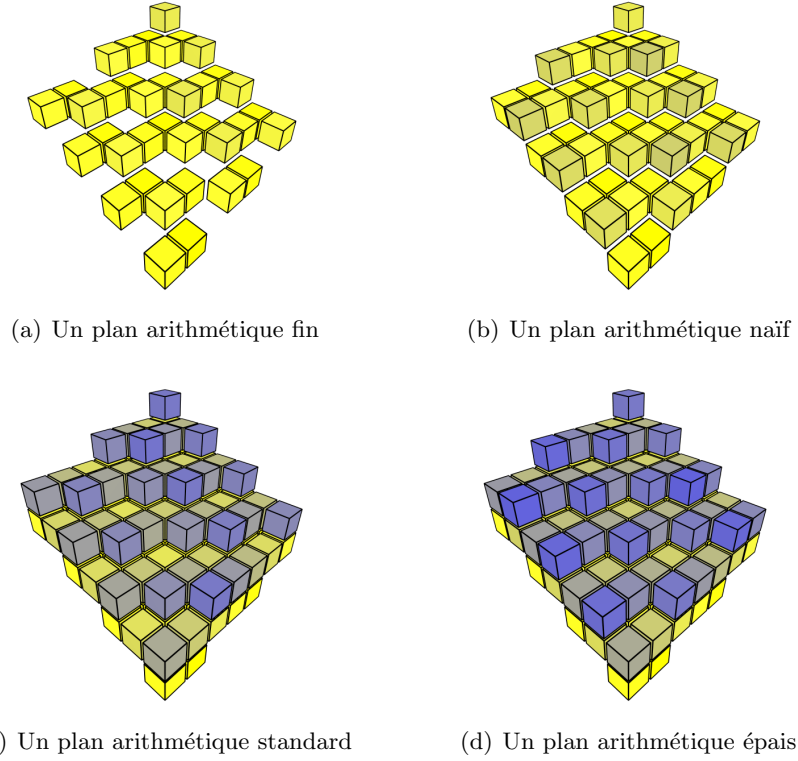 (a) Un plan arithmétique fin
(b) Un plan arithmétique naïf
) Un plan arithmétique standard
(d) Un plan arithmétique épais